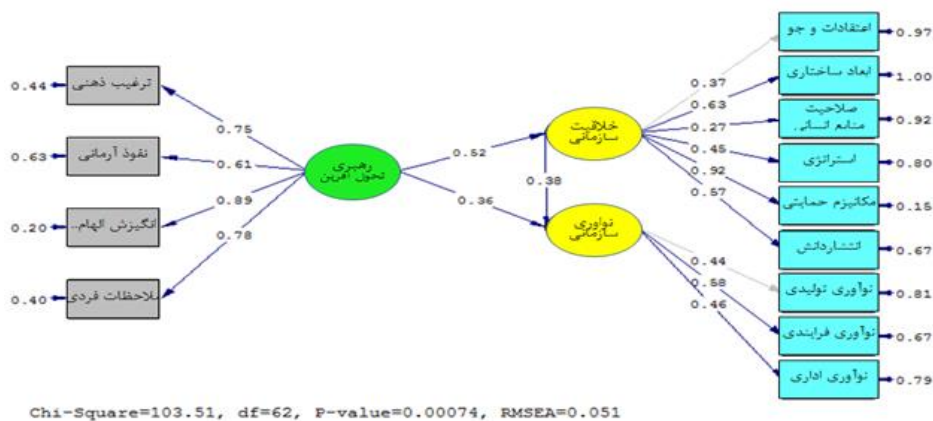 0.44
ترغیب ذهنی
0.63
نفوذ آرمانی
0.20
انگیزش الهام..
0.40
ملاحظات فردی
0.75
0.61
0.89
0.78
رهبری
تحول آفرین
0.52
0.36
خلاقیت
سازمانی
0.38
نوآوری
سازمانی
0.37
0.63
0.27
0.45
0.92
0.57
0.44
0.58
0.46
اعتقادات و جو
0.97
ابعاد ساختاری
1.00
صلاحیت
منابع انسانی
0.92
استراتژی
0.80
مکانیزم حمایتی
0.15
انتشاردانش
0.67
نوآوری تولیدی
0.81
نوآوری فرایندی
0.67
نوآوری اداری
0.79
Chi-Square=103.51, df=62, P-value=0.00074, RMSEA=0.051